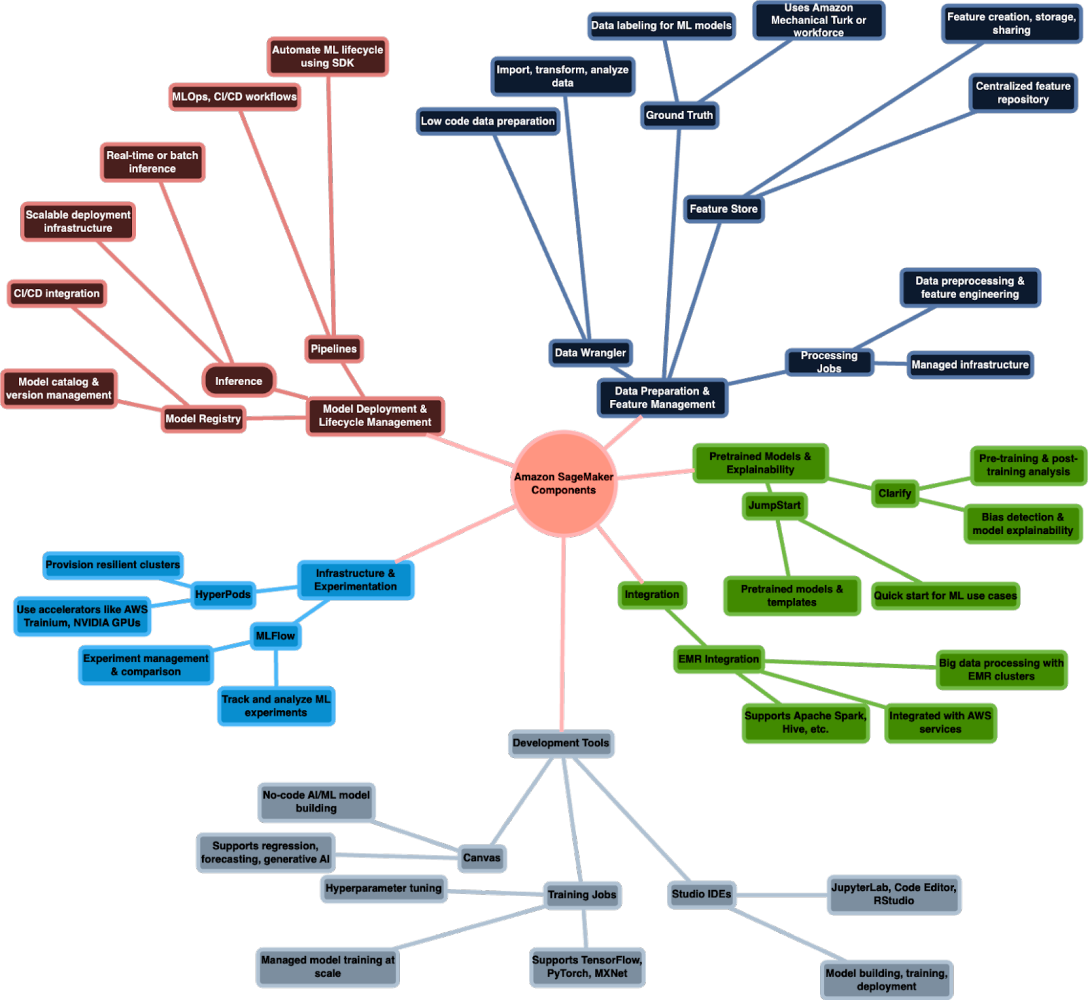 Automate ML lifecycle
using SDK
MLOps, CI/CD workflows
Real-time or batch
inference
Scalable deployment
infrastructure
CI/CD integration
Model catalog &
version management
Pipelines
Inference
Model Registry
Model Deployment &
Lifecycle Management
Data labeling for ML models
Uses Amazon
Mechanical Turk or
workforce
Feature creation, storage,
sharing
Import, transform, analyze
data
Centralized feature
repository
Low code data preparation
Ground Truth
Feature Store
Data preprocessing &
feature engineering
Data Wrangler
Processing
Jobs
Managed infrastructure
Data Preparation &
Feature Management
Amazon SageMaker
Components
Pretrained Models &
Explainability
Pre-training & post-
training analysis
Clarify
JumpStart
Bias detection &
model explainability
Pretrained models &
templates
Quick start for ML use cases
Integration
EMR Integration
Big data processing with
EMR clusters
Supports Apache Spark,
Hive, etc.
Integrated with AWS
services
Provision resilient clusters
Infrastructure &
Experimentation
HyperPods
Use accelerators like AWS
Trainium, NVIDIA GPUs
MLFlow
Experiment management
& comparison
Track and analyze ML
experiments
Development Tools
No-code AI/ML model
building
Supports regression,
forecasting, generative AI
Canvas
Hyperparameter tuning
Training Jobs
Studio IDEs
JupyterLab, Code Editor,
RStudio
Managed model training at
scale
Supports TensorFlow,
PyTorch, MXNet
Model building, training,
deployment